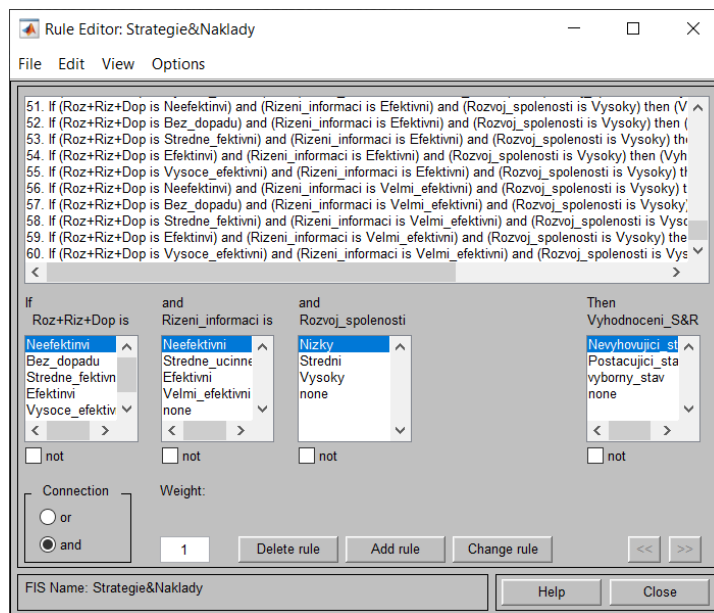 Rule Editor: Strategie&Naklady
File Edit View Options
51. If (Roz+Riz+Dop is Neefektinvi) and (Rizeni_informaci is Efektivni) and (Rozvoj_spolenosti is Vysoky) then (V
52. If (Roz+Riz+Dop is Bez_dopadu) and (Rizeni_informaci is Efektivni) and (Rozvoj_spolenosti is Vysoky) then (
53. If (Roz+Riz+Dop is Stredne_fektivni) and (Rizeni_informaci is Efektivni) and (Rozvoj_spolenosti is Vysoky) the
54. If (Roz+Riz+Dop is Efektinvi) and (Rizeni_informaci is Efektivni) and (Rozvoj_spolenosti is Vysoky) then (Vyh
55. If (Roz+Riz+Dop is Vysoce_efektivni) and (Rizeni_informaci is Efektivni) and (Rozvoj_spolenosti is Vysoky) t
56. If (Roz+Riz+Dop is Neefektinvi) and (Rizeni_informaci is Velmi_efektivni) and (Rozvoj_spolenosti is Vysoky) t
57. If (Roz+Riz+Dop is Bez_dopadu) and (Rizeni_informaci is Velmi_efektivni) and (Rozvoj_spolenosti is Vysoky)
58. If (Roz+Riz+Dop is Stredne_fektivni) and (Rizeni_informaci is Velmi_efektivni) and (Rozvoj_spolenosti is Vyso
59. If (Roz+Riz+Dop is Efektinvi) and (Rizeni_informaci is Velmi_efektivni) and (Rozvoj_spolenosti is Vysoky) the
60. If (Roz+Riz+Dop is Vysoce_efektivni) and (Rizeni_informaci is Velmi_efektivni) and (Rozvoj_spolenosti is Vys
If and and Then
Roz+Riz+Dop is Rizeni_informaci is Rozvoj_spolenosti Vyhodnoceni_S&R
Neefektinvi Neefektivni Nizky Nevyhovujici_st
Bez_dopadu Stredne_ucinne Stredni Postacujici_sta
Stredne_fektivn Efektivni Vysoky vyborny_stav
Efektinvi Velmi_efektivni none none
Vysoce_efektiv none
not not not not
Connection Weight:
or
and 1 Delete rule Add rule Change rule << >>
FIS Name: Strategie&Naklady Help Close